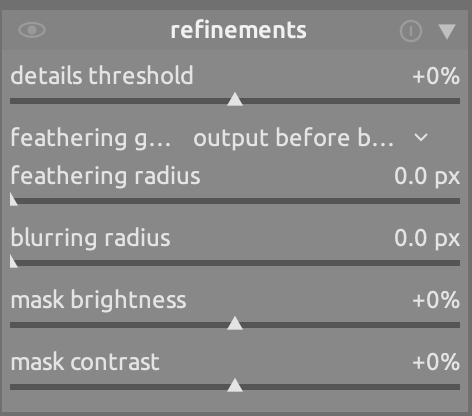 refinements
details threshold +0%
feathering g... output before b...
feathering radius 0.0 px
blurring radius 0.0 px
mask brightness +0%
mask contrast +0%